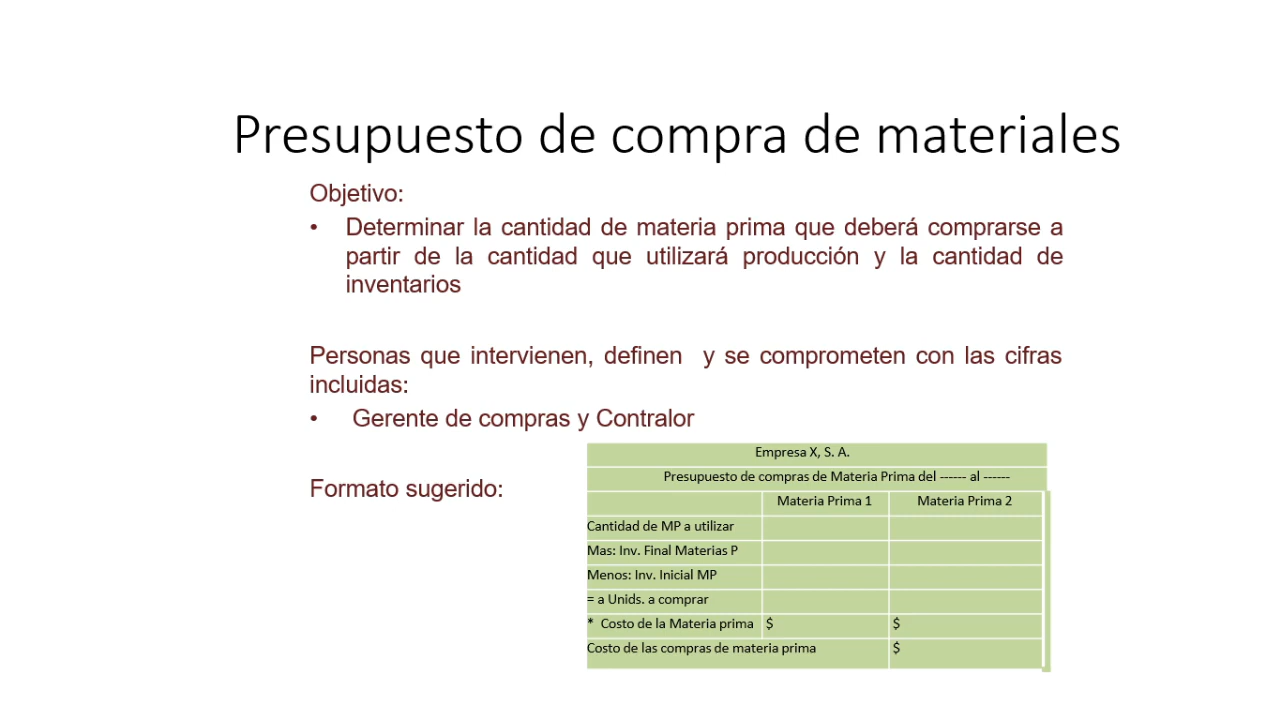 Presupuesto de compra de materiales
Objetivo:
• Determinar la cantidad de materia prima que deberá comprarse a
partir de la cantidad que utilizará producción y la cantidad de
inventarios
Personas que intervienen, definen y se comprometen con las cifras
incluidas:
• Gerente de compras y Contralor
Formato sugerido:
Empresa X, S. A.
Presupuesto de compras de Materia Prima del ------ al ------
Materia Prima 1 Materia Prima 2
Cantidad de MP a utilizar
Mas: Inv. Final Materias P
Menos: Inv. Inicial MP
= a Unids. a comprar
* Costo de la Materia prima $ $
Costo de las compras de materia prima $